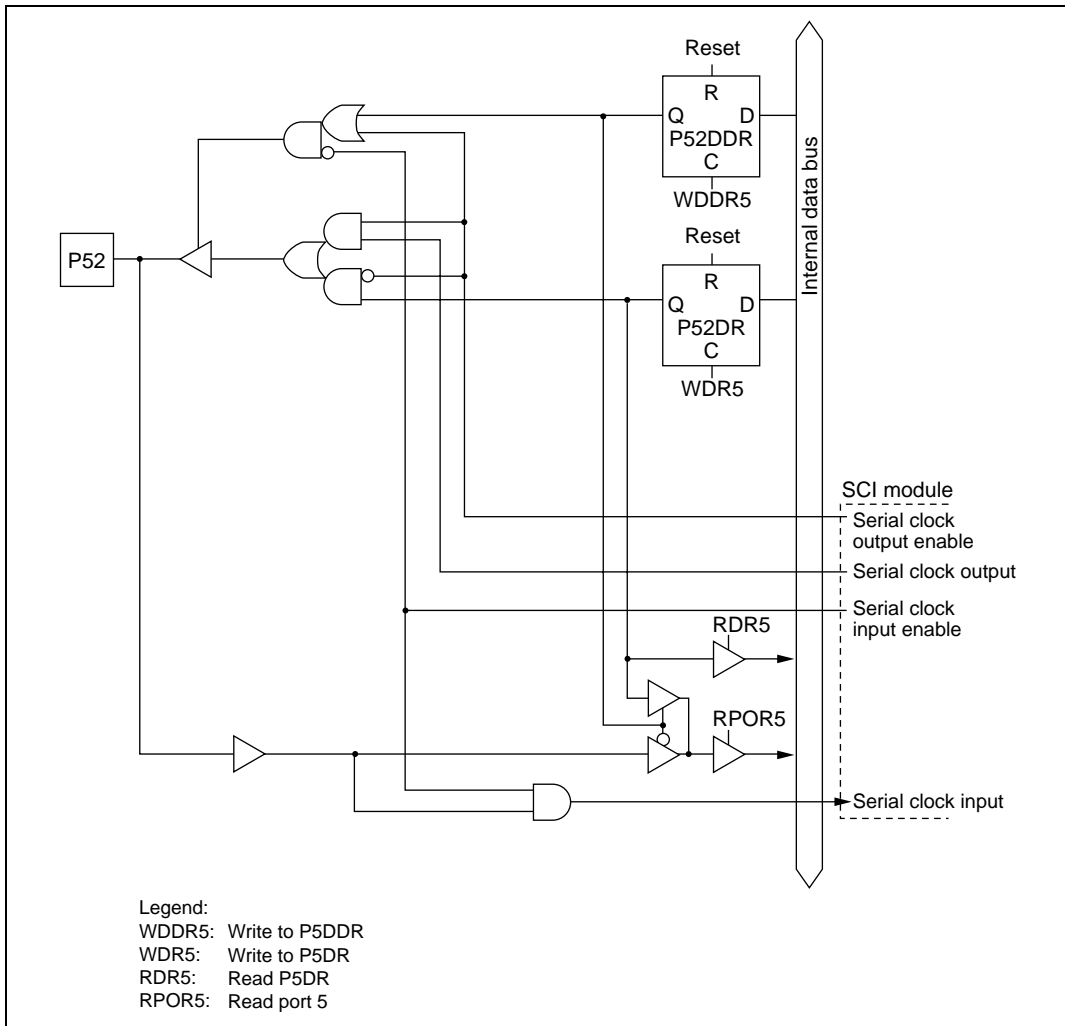 Reset
R
Q D
P52DDR
C
WDDR5
Reset
R
Q D
P52DR
C
WDR5
Internal data bus
P52
SCI module
Serial clock
output enable
Serial clock output
Serial clock
input enable
RDR5
RPOR5
Serial clock input
Legend:
WDDR5: Write to P5DDR
WDR5: Write to P5DR
RDR5: Read P5DR
RPOR5: Read port 5